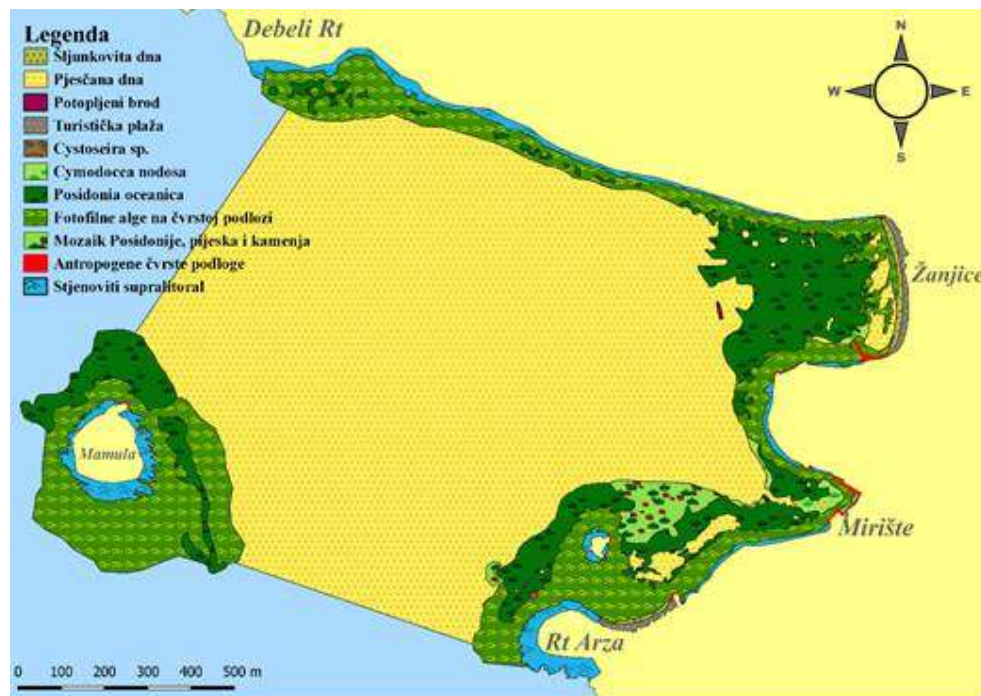 Debeli Rt
Legenda
Šljunkovita dna
Pješčana dna
Potopljeni brod
Turistička plaža
Cystoseira sp.
Cymodocea nodosa
Posidonia oceanica
Fotofilne alge na čvrstoj podlozi
Mozaik Posidonije, pijeska i kamenja
Antropogene čvrste podloge
Stjenoviti supralitoral
N
W E
S
Žanjice
Mamula
Mirište
Rt Arza
0 100 200 300 400 500 m